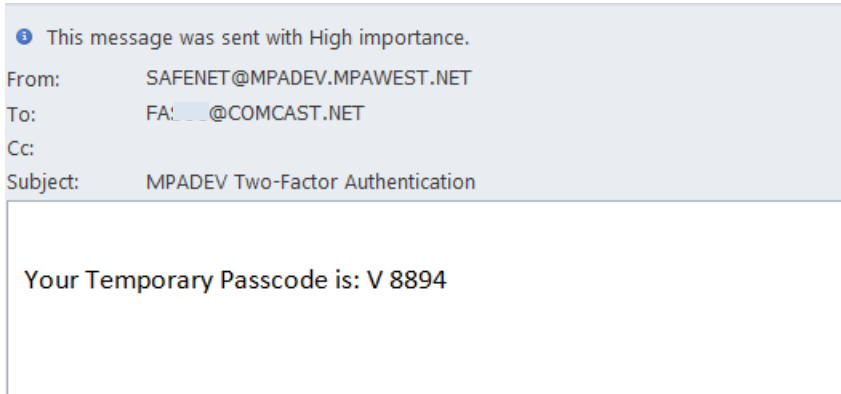 This message was sent with High importance.
From: SAFENET@MPADEV.MPAWEST.NET
To: @COMCAST.NET
Cc:
Subject: MPADEV Two-Factor Authentication
Your Temporary Passcode is: V 8894